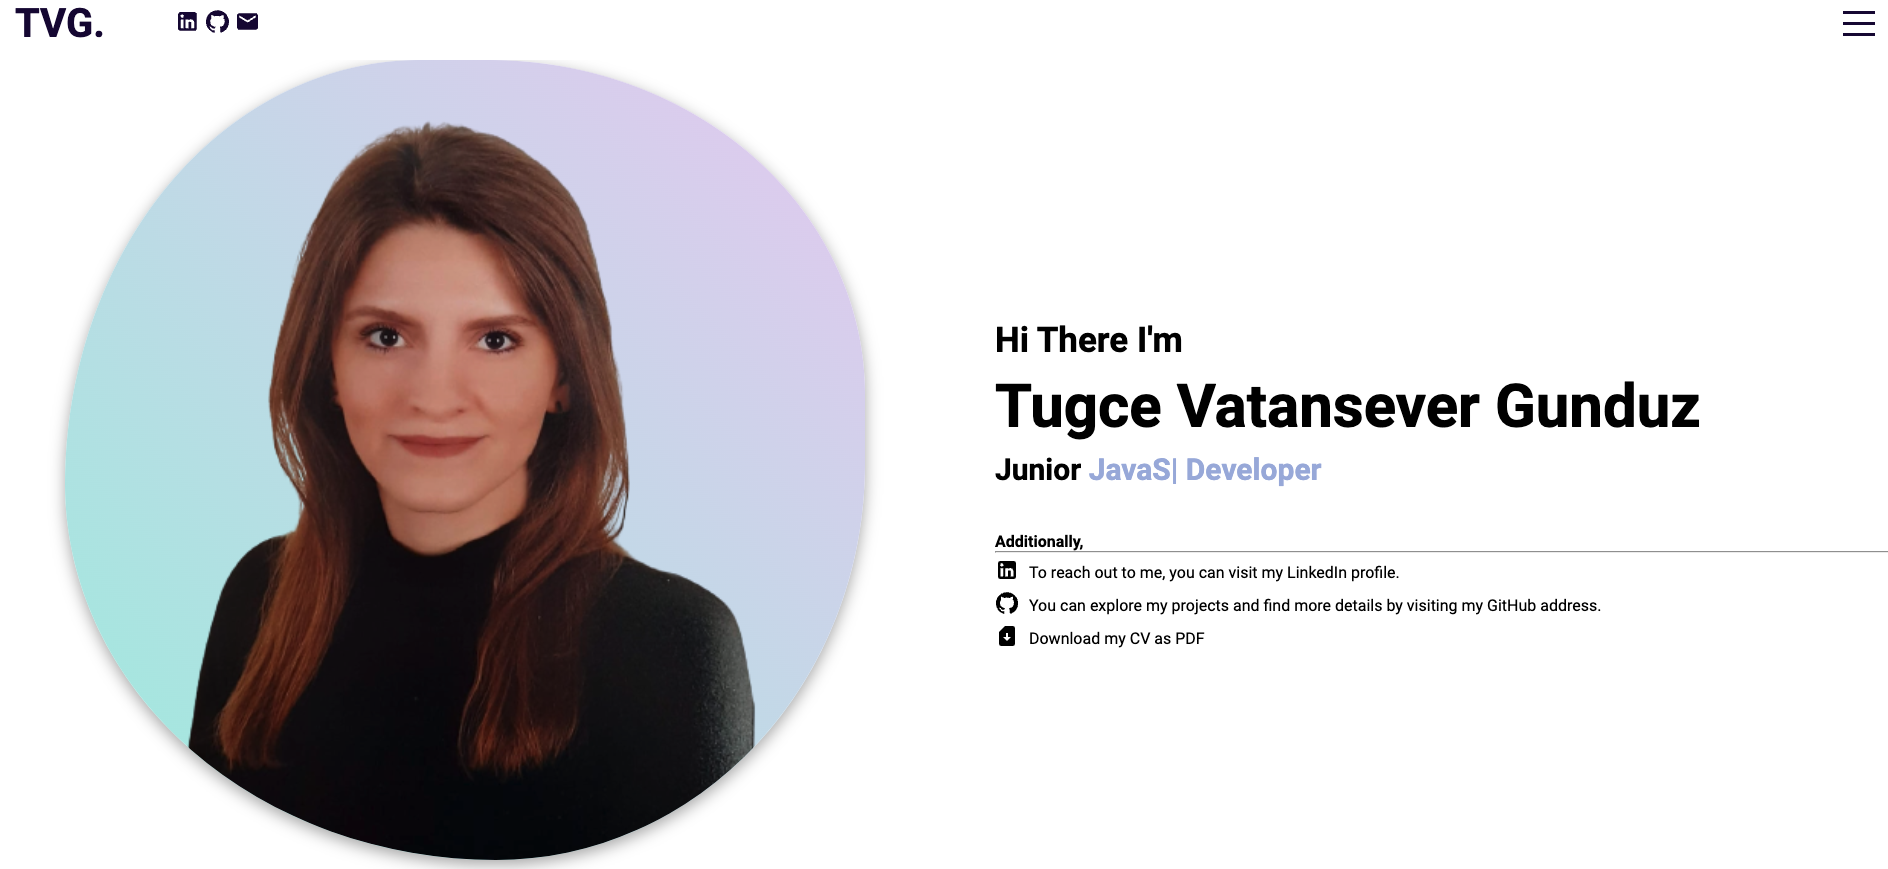 TVG.
Hi There I'm
Tugce Vatansever Gunduz
Junior JavaS| Developer
Additionally,
To reach out to me, you can visit my LinkedIn profile.
You can explore my projects and find more details by visiting my GitHub address.
Download my CV as PDF